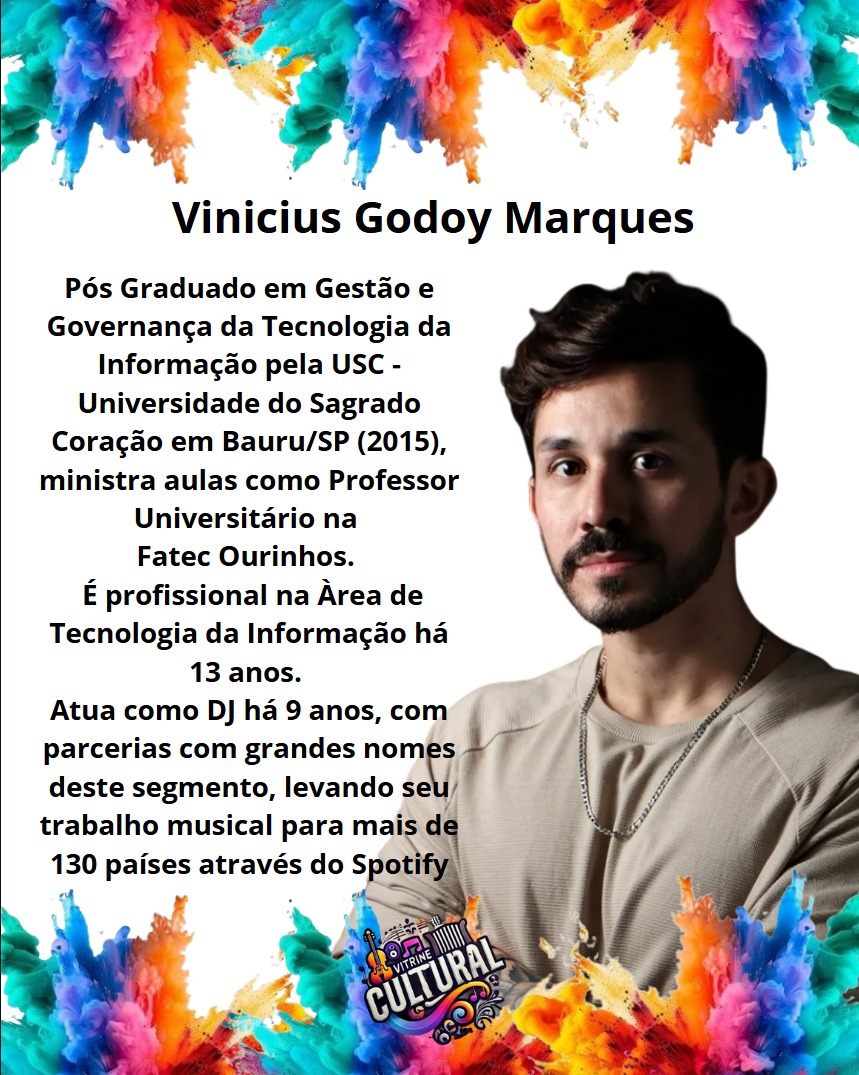 Vinicius Godoy Marques
Pós Graduado em Gestão e
Governança da Tecnologia da
Informação pela USC -
Universidade do Sagrado
Coração em Bauru/SP (2015),
ministra aulas como Professor
Universitário na
Fatec Ourinhos.
É profissional na Àrea de
Tecnologia da Informação há
13 anos.
Atua como DJ há 9 anos, com
parcerias com grandes nomes
deste segmento, levando seu
trabalho musical para mais de
130 países através do Spotify
VITRINE
CULTURAL